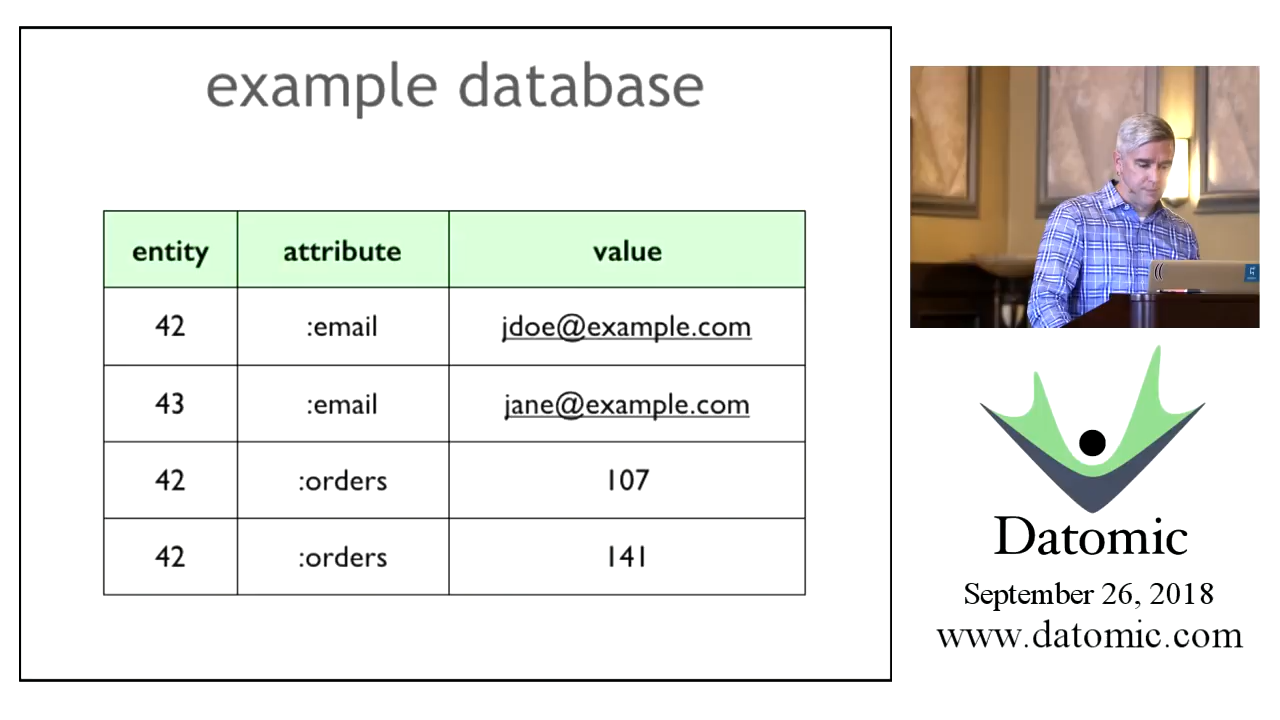 example database
entity attribute value
42 :email jdoe@example.com
43 :email jane@example.com
42 :orders 107
42 :orders 141
Datomic
September 26, 2018
www.datomic.com